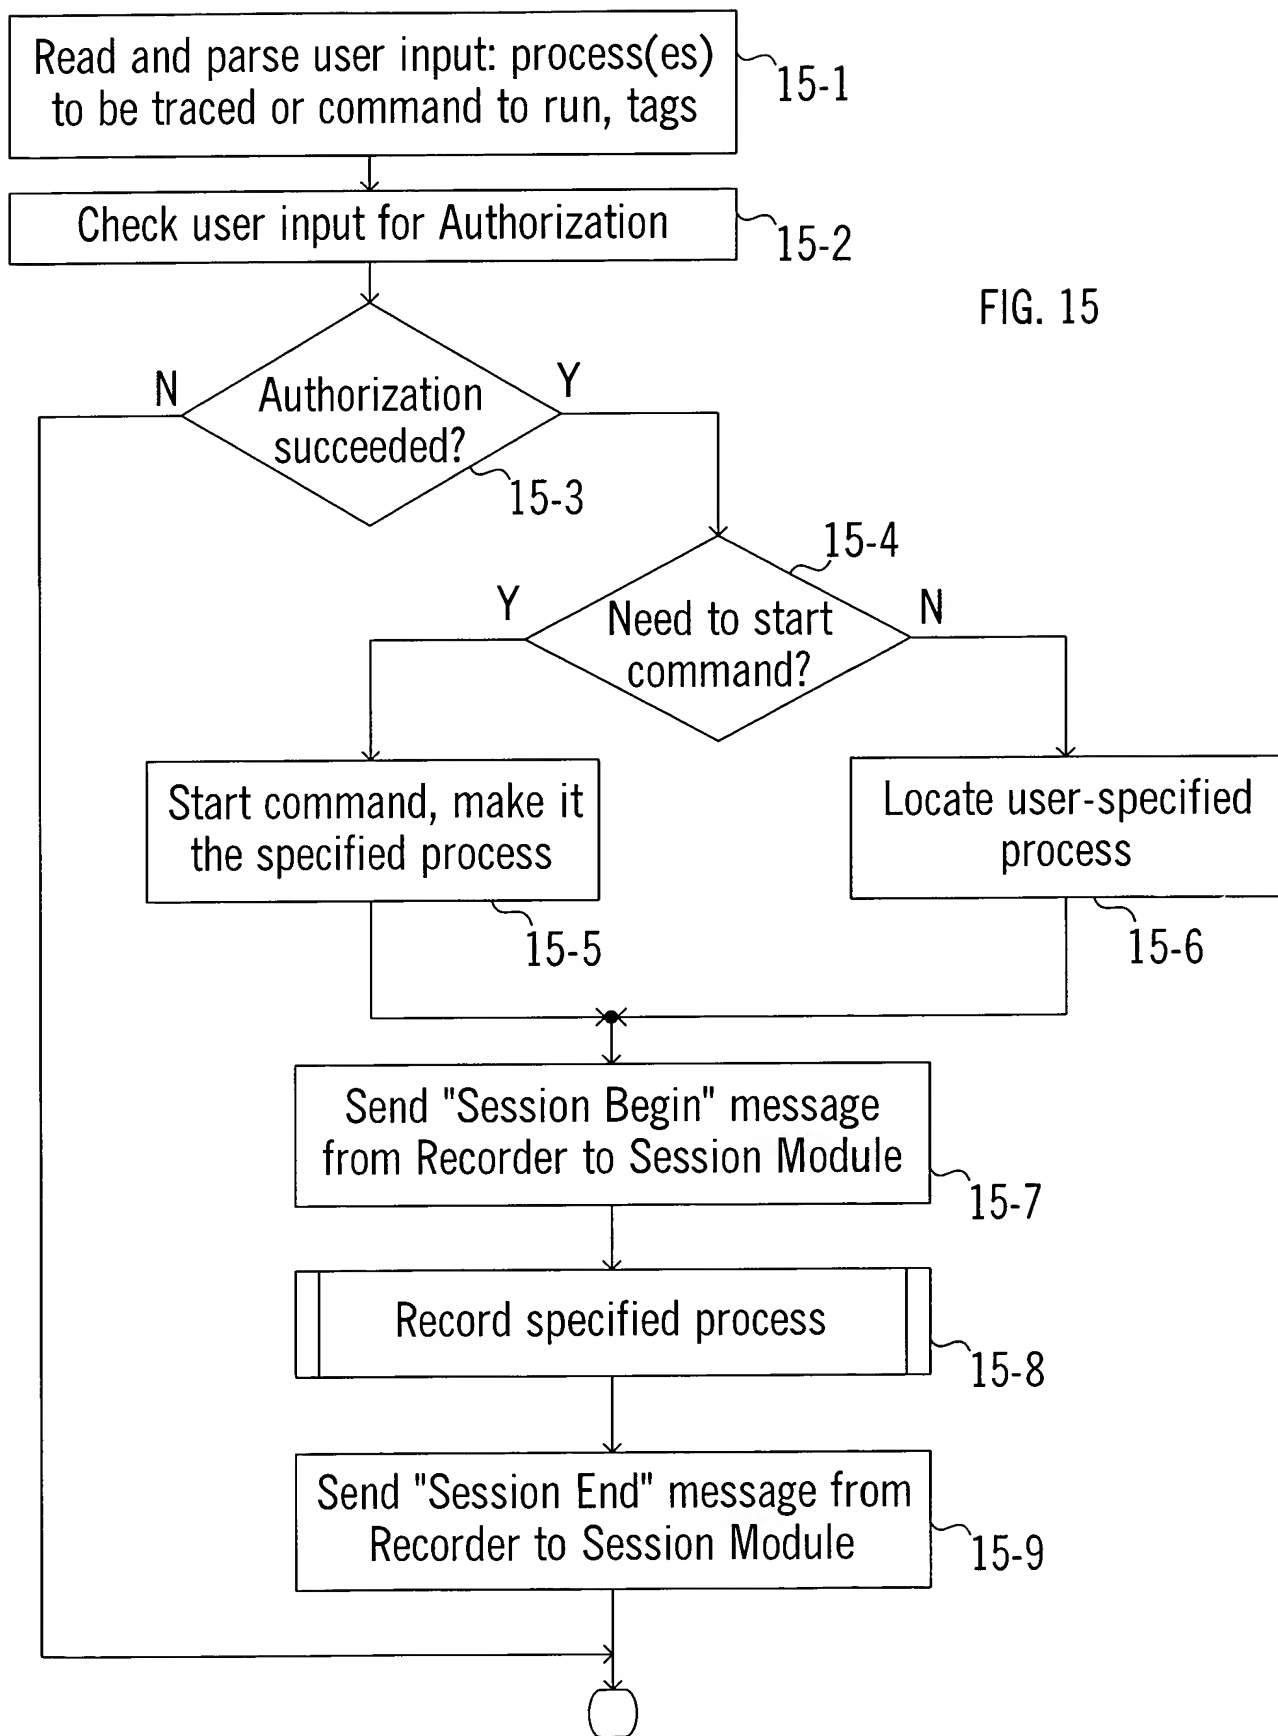 Read and parse user input: process(es)
to be traced or command to run, tags
15-1
Check user input for Authorization
15-2
FIG. 15
N
Y
Authorization
succeeded?
15-3
15-4
Y
N
Need to start
command?
Start command, make it
the specified process
15-5
Locate user-specified
process
15-6
Send "Session Begin" message
from Recorder to Session Module
15-7
Record specified process
15-8
Send "Session End" message from
Recorder to Session Module
15-9